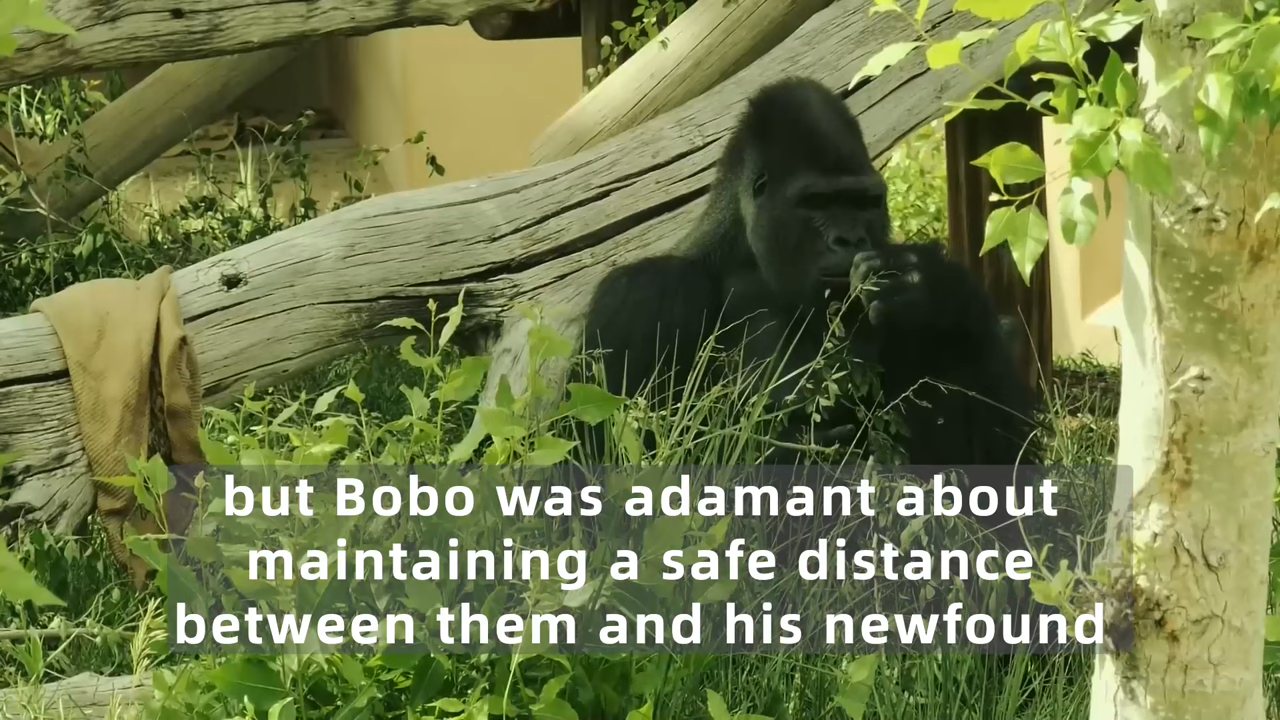 but Bobo was adamant about
maintaining a safe distance
between them and his newfound